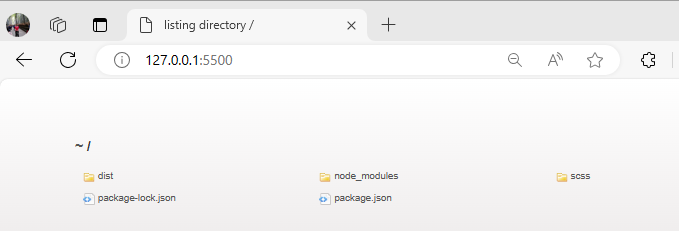 listing directory /
127.0.0.1:5500
~ /
dist node_modules scss
package-lock.json package.json